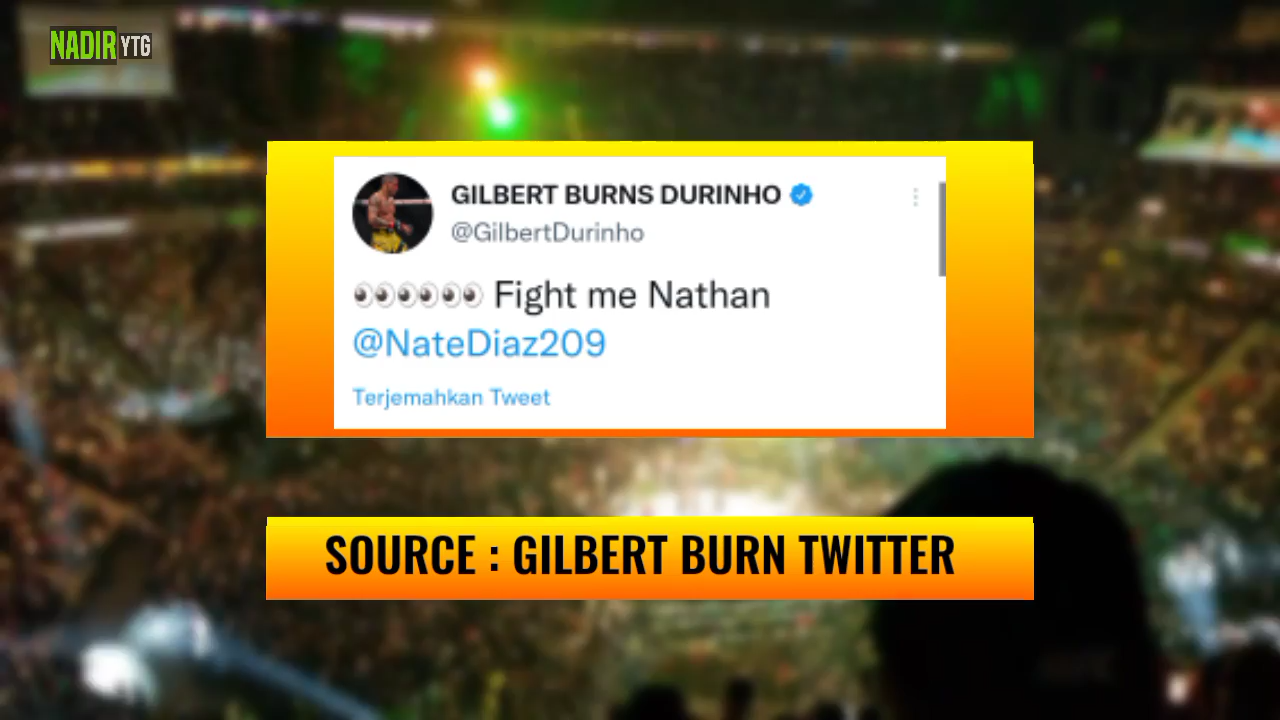 NADIR YTG
GILBERT BURNS DURINHO
@GilbertDurinho
👀👀👀 Fight me Nathan
@NateDiaz209
Terjemahkan Tweet
SOURCE : GILBERT BURN TWITTER